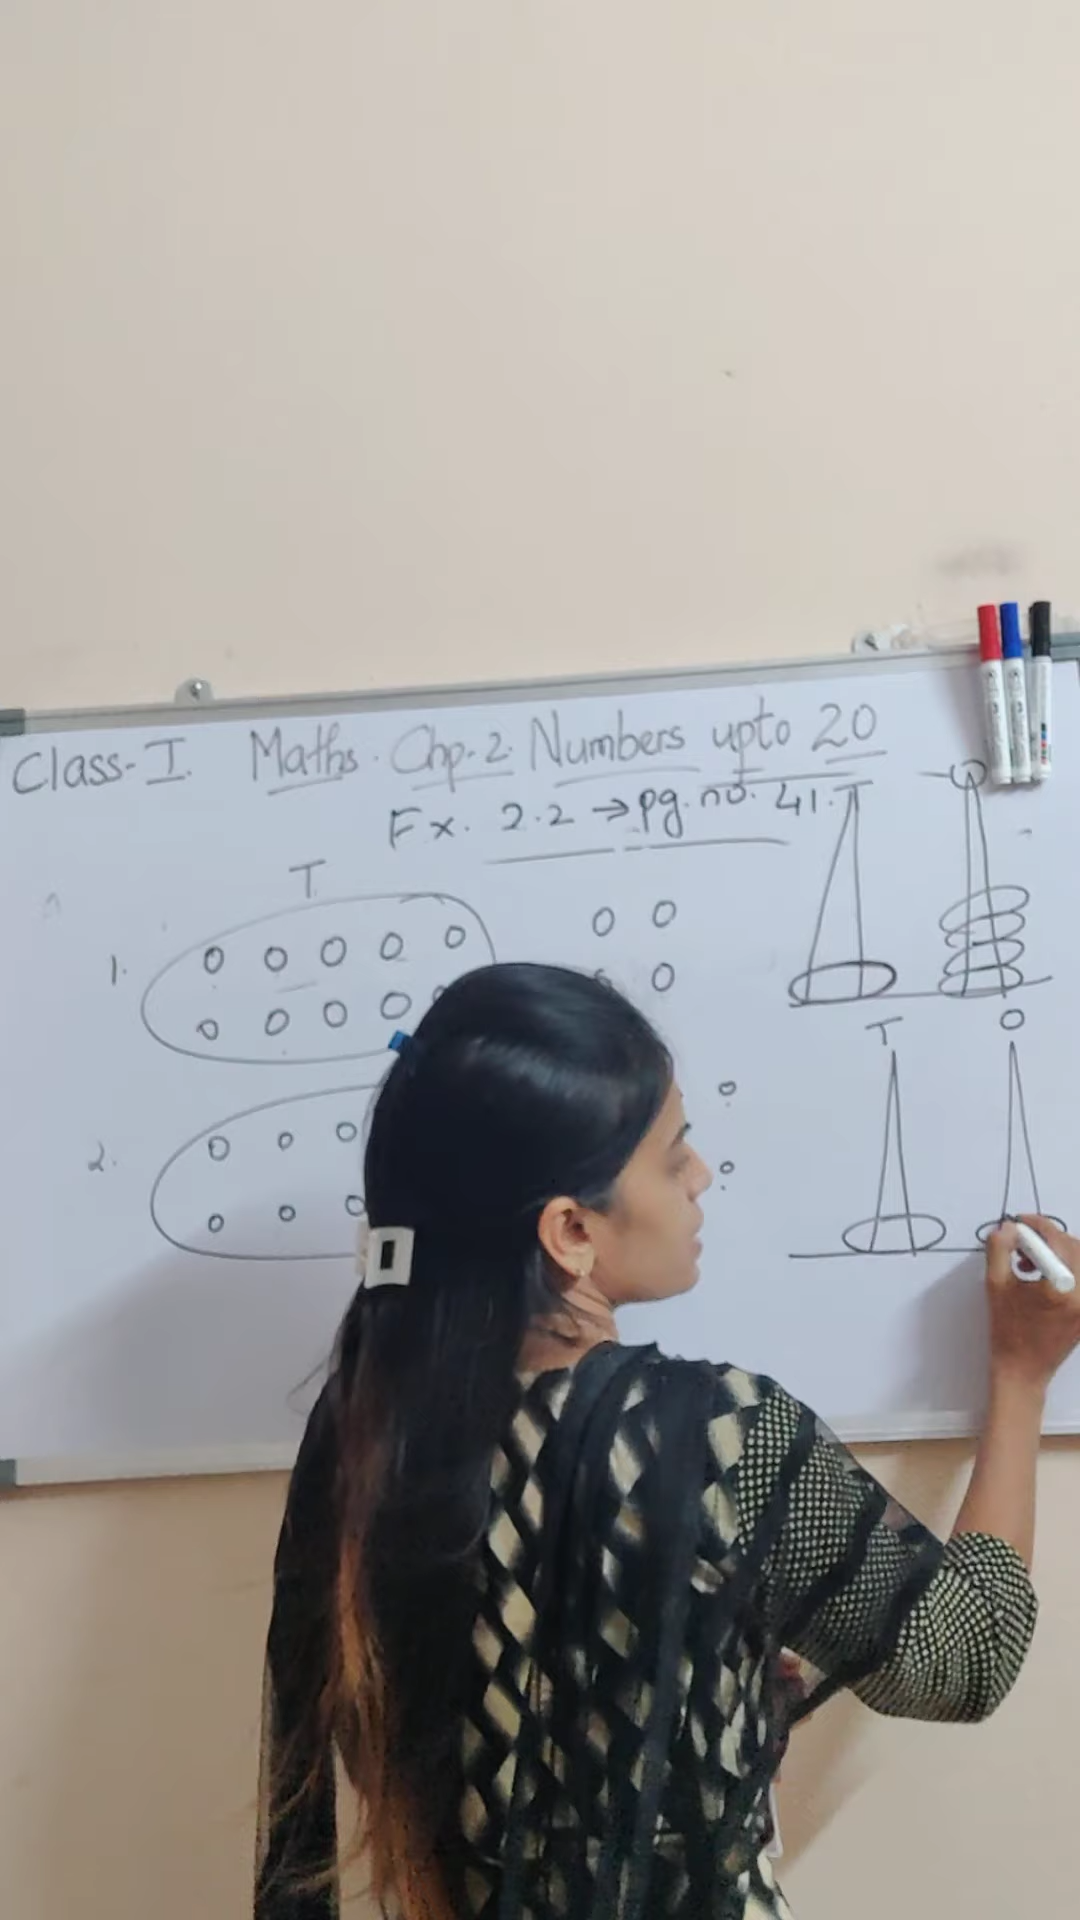 Class-I. Maths. Chp.2. Numbers upto 20
Ex. 2.2 → pg. no. 41.
T O
T
1.
T O
2.